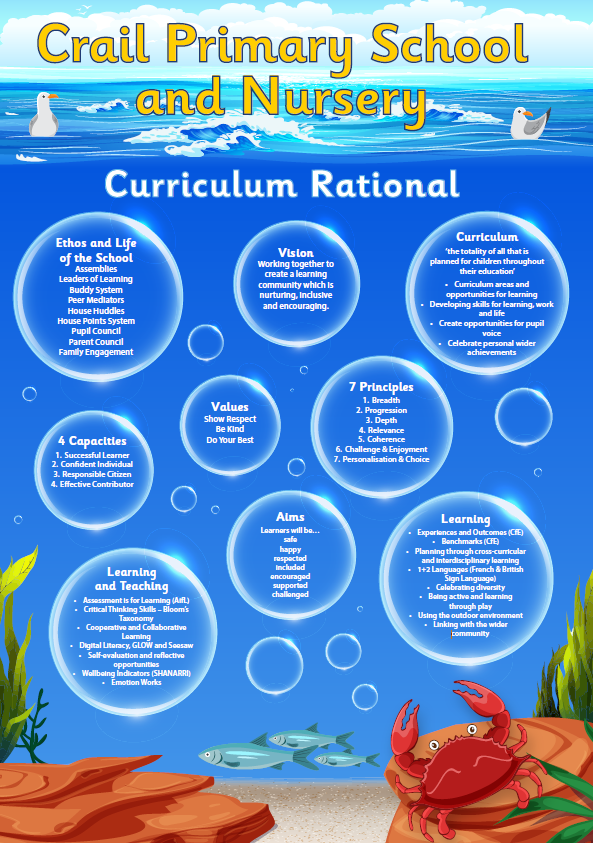 Crail Primary School
and Nursery
Curriculum Rational
Ethos and Life
of the School
Assemblies
Leaders of Learning
Buddy System
Peer Mediators
House Huddles
House Points System
Pupil Council
Parent Council
Family Engagement
Vision
Working together to
create a learning
community which is
nurturing, inclusive
and encouraging.
Curriculum
‘the totality of all that is
planned for children throughout
their education’
• Curriculum areas and
opportunities for learning
• Developing skills for learning, work
and life
• Create opportunities for pupil
voice
• Celebrate personal wider
achievements
Values
Show Respect
Be Kind
Do Your Best
7 Principles
1. Breadth
2. Progression
3. Depth
4. Relevance
5. Coherence
6. Challenge & Enjoyment
7. Personalisation & Choice
4 Capacities
1. Successful Learner
2. Confident Individual
3. Responsible Citizen
4. Effective Contributor
Aims
Learners will be...
safe
happy
respected
included
encouraged
supported
challenged
Learning
• Experiences and Outcomes (CfE)
• Benchmarks (CfE)
• Planning through cross-curricular
and interdisciplinary learning
• 1+2 Languages (French & British
Sign Language)
• Celebrating diversity
• Being active and learning
through play
• Using the outdoor environment
• Linking with the wider
community
Learning
and Teaching
• Assessment is for Learning (AifL)
• Critical Thinking Skills – Bloom’s
Taxonomy
• Cooperative and Collaborative
Learning
• Digital Literacy, GLOW and Seesaw
• Self-evaluation and reflective
opportunities
• Wellbeing Indicators (SHANARRI)
• Emotion Works